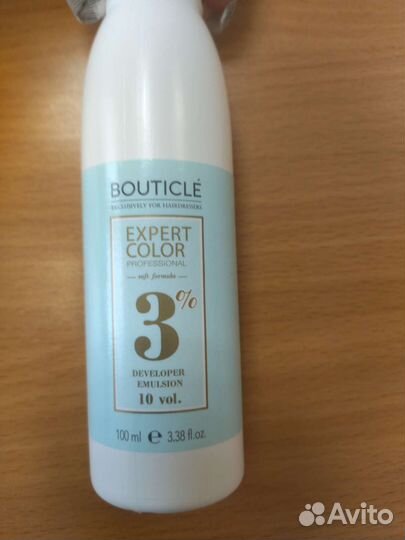 BOUTICLÉ
EXCLUSIVELY FOR HAIRDRESSERS
EXPERT
COLOR
PROFESSIONAL
soft formula
3%
DEVELOPER
EMULSION
10 vol.
100 ml e 3.38 fl.oz.
Avito